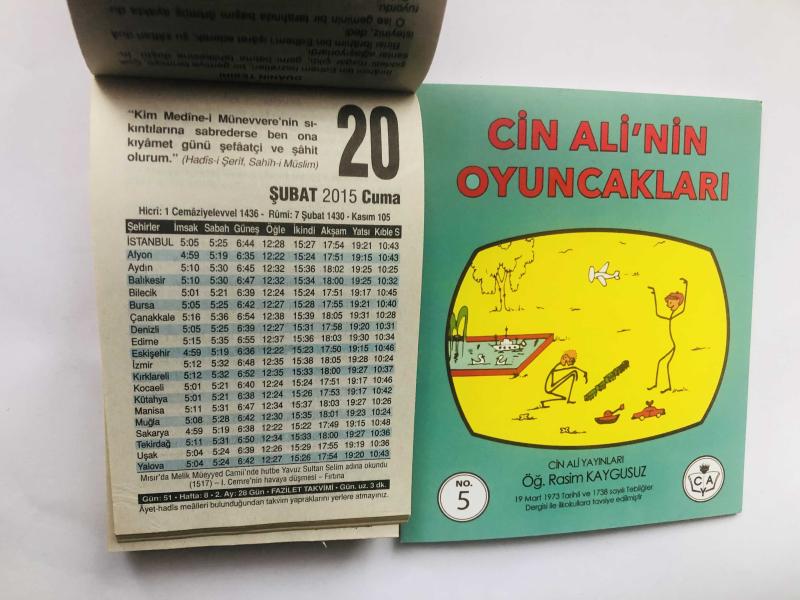 "Kim Medîne-i Münevvere'nin sı-
kıntılarına sabrederse ben ona
kıyâmet günü şefâatçi ve şâhit
olurum." (Hadîs-i Şerîf, Sahîh-i Müslim)
20
ŞUBAT 2015 Cuma
Hicrî: 1 Cemâziyelevvel 1436 - Rûmî: 7 Şubat 1430 - Kasım 105
Şehirler İmsak Sabah Güneş Öğle İkindi Akşam Yatsı Kıble S
İSTANBUL 5:05 5:25 6:44 12:28 15:27 17:54 19:21 10:43
Afyon 4:59 5:19 6:35 12:22 15:24 17:51 19:15 10:43
Aydın 5:10 5:30 6:45 12:32 15:36 18:02 19:25 10:25
Balıkesir 5:10 5:30 6:47 12:32 15:34 18:00 19:25 10:32
Bilecik 5:01 5:21 6:39 12:24 15:24 17:51 19:17 10:45
Bursa 5:05 5:25 6:42 12:27 15:28 17:55 19:21 10:40
Çanakkale 5:16 5:36 6:54 12:38 15:39 18:05 19:31 10:28
Denizli 5:05 5:25 6:39 12:27 15:31 17:58 19:20 10:31
Edirne 5:15 5:35 6:55 12:37 15:36 18:03 19:30 10:34
Eskişehir 4:59 5:19 6:36 12:22 15:23 17:50 19:15 10:46
İzmir 5:12 5:32 6:48 12:35 15:38 18:05 19:28 10:24
Kırklareli 5:12 5:32 6:52 12:35 15:33 18:00 19:27 10:37
Kocaeli 5:01 5:21 6:40 12:24 15:24 17:51 19:17 10:46
Kütahya 5:01 5:21 6:38 12:24 15:26 17:53 19:17 10:42
Manisa 5:11 5:31 6:47 12:34 15:37 18:03 19:27 10:26
Muğla 5:08 5:28 6:42 12:30 15:35 18:01 19:23 10:24
Sakarya 4:59 5:19 6:38 12:22 15:22 17:49 19:15 10:48
Tekirdağ 5:11 5:31 6:50 12:34 15:33 18:00 19:27 10:36
Uşak 5:04 5:24 6:39 12:26 15:29 17:55 19:19 10:36
Yalova 5:04 5:24 6:42 12:27 15:26 17:54 19:20 10:43
Mısır'da Melik Müeyyed Camii'nde hutbe Yavuz Sultan Selim adına okundu
(1517) – I. Cemre'nin havaya düşmesi – Fırtına
Gün: 51 • Hafta: 8 • 2. Ay: 28 Gün • FAZİLET TAKVİMİ • Gün. uz. 3 dk.
Âyet-hadîs meâlleri bulunduğundan takvim yapraklarını yerlere atmayınız.
CİN ALİ'NİN
OYUNCAKLARI
CİN ALİ YAYINLARI
Öğ. Rasim KAYGUSUZ
19 Mart 1973 Tarihli ve 1738 sayılı Tebliğler
Dergisi ile ilkokullara tavsiye edilmiştir
NO.
5
C A